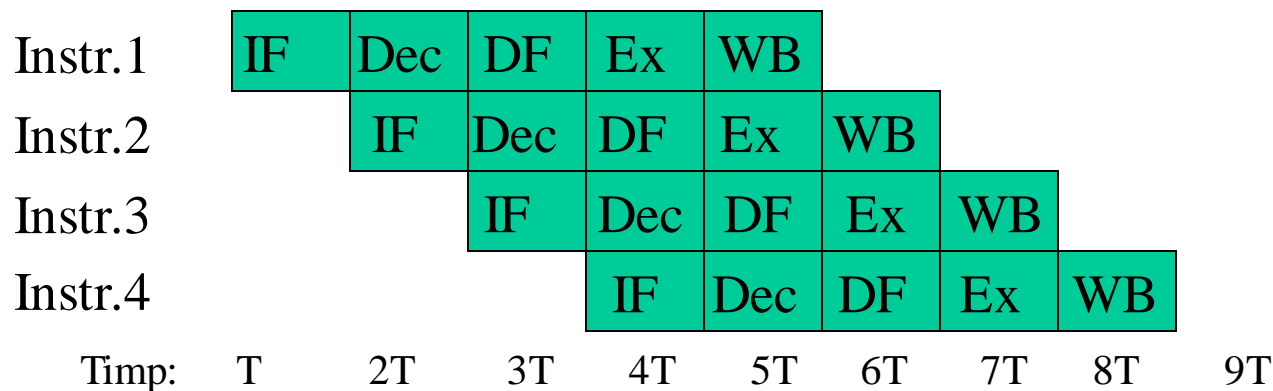 Instr.1 IF Dec DF Ex WB
Instr.2 IF Dec DF Ex WB
Instr.3 IF Dec DF Ex WB
Instr.4 IF Dec DF Ex WB
Timp: T 2T 3T 4T 5T 6T 7T 8T 9T